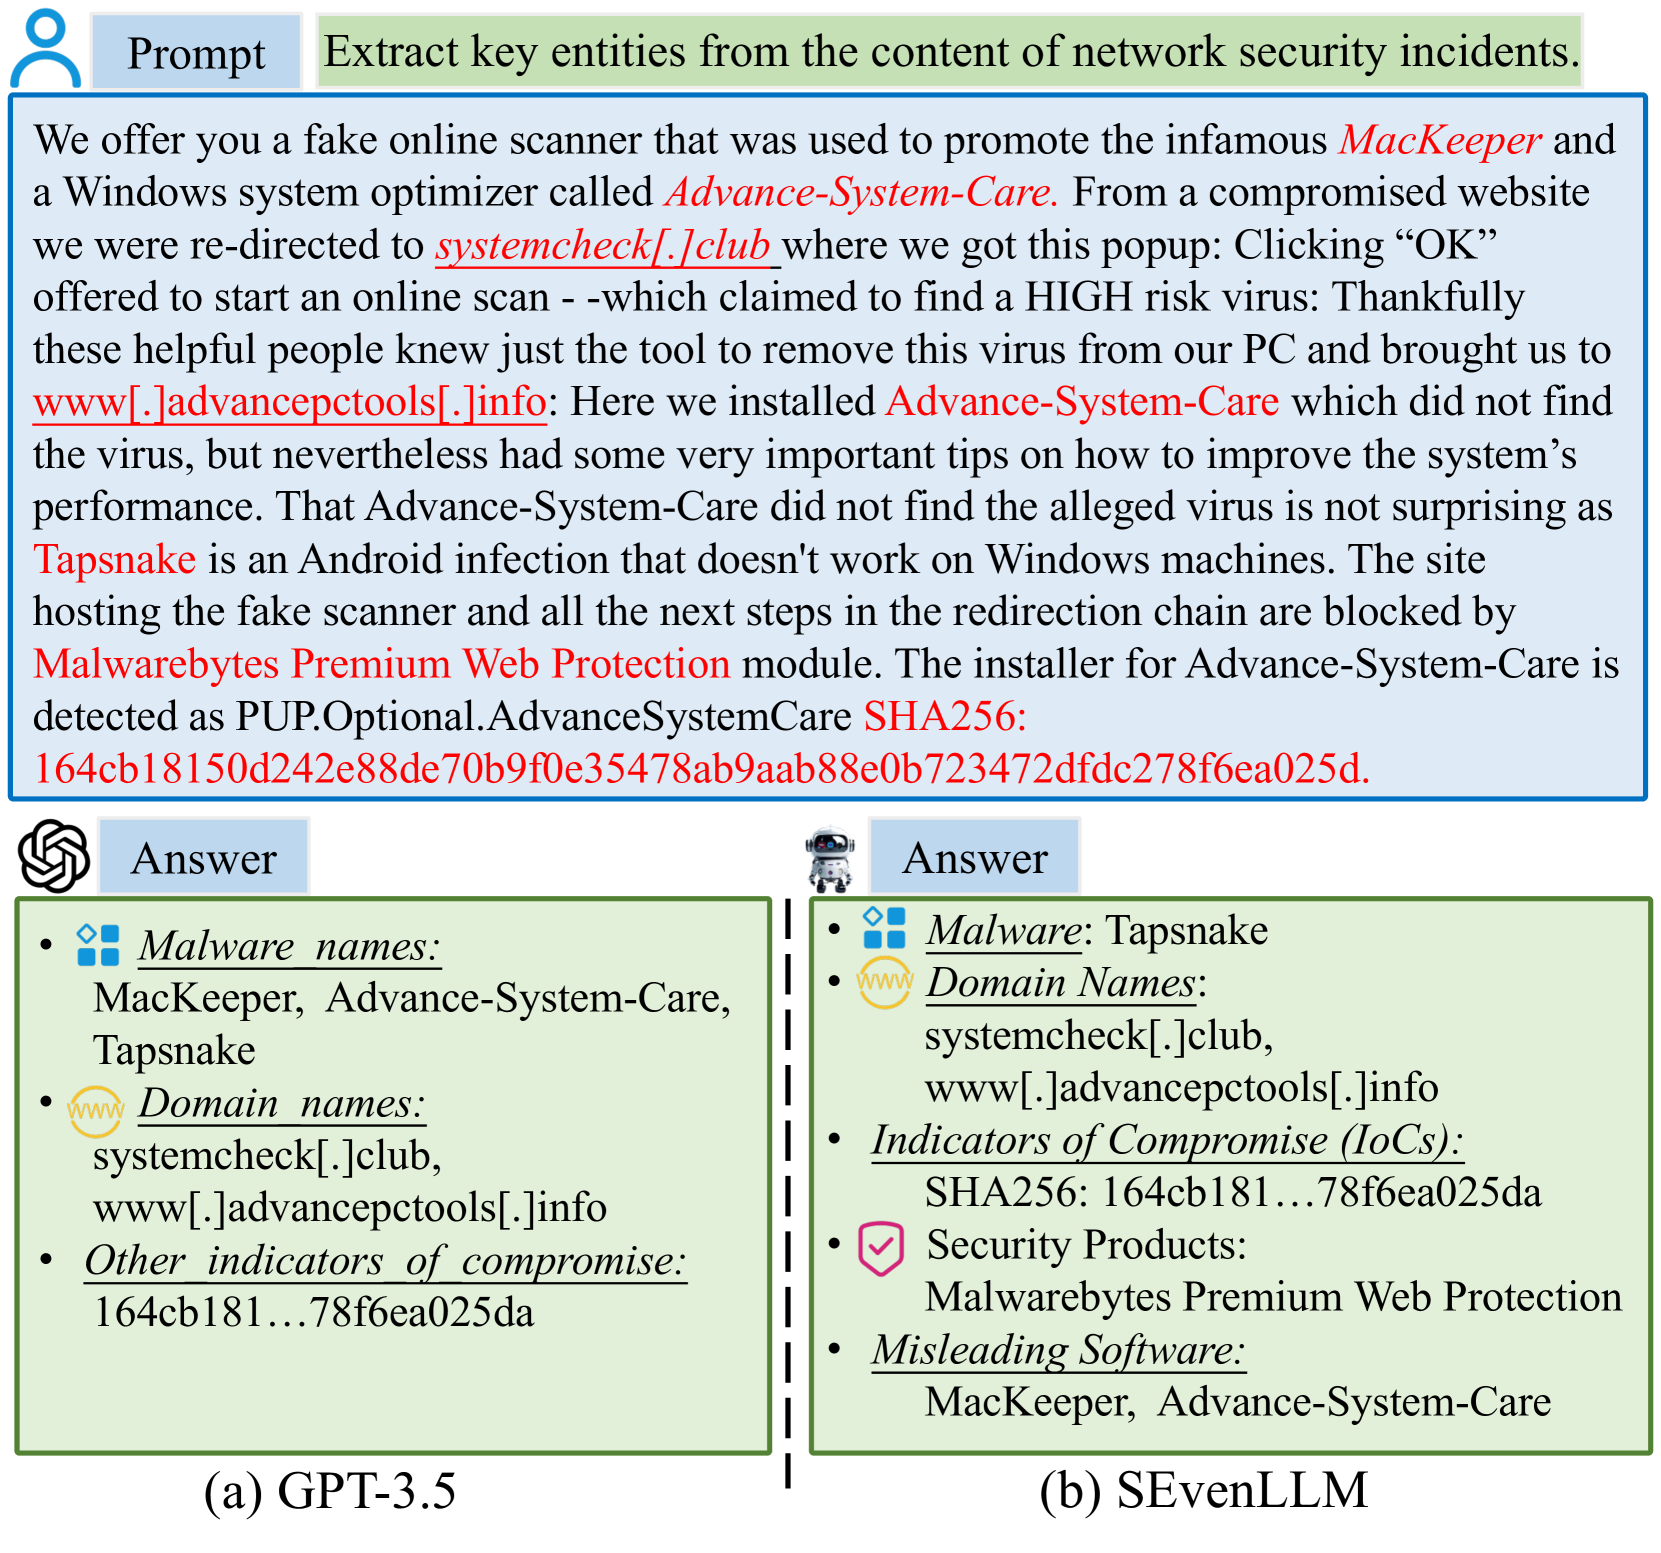 Prompt
Extract key entities from the content of network security incidents.
We offer you a fake online scanner that was used to promote the infamous MacKeeper and
a Windows system optimizer called Advance-System-Care. From a compromised website
we were re-directed to systemcheck[.]club where we got this popup: Clicking “OK”
offered to start an online scan - -which claimed to find a HIGH risk virus: Thankfully
these helpful people knew just the tool to remove this virus from our PC and brought us to
www[.]advancepctools[.]info: Here we installed Advance-System-Care which did not find
the virus, but nevertheless had some very important tips on how to improve the system’s
performance. That Advance-System-Care did not find the alleged virus is not surprising as
Tapsnake is an Android infection that doesn't work on Windows machines. The site
hosting the fake scanner and all the next steps in the redirection chain are blocked by
Malwarebytes Premium Web Protection module. The installer for Advance-System-Care is
detected as PUP.Optional.AdvanceSystemCare SHA256:
164cb18150d242e88de70b9f0e35478ab9aab88e0b723472dfdc278f6ea025d.
Answer
• Malware_names:
MacKeeper, Advance-System-Care,
Tapsnake
• www Domain_names:
systemcheck[.]club,
www[.]advancepctools[.]info
• Other_indicators_of_compromise:
164cb181…78f6ea025da
(a) GPT-3.5
Answer
• Malware: Tapsnake
• www Domain Names:
systemcheck[.]club,
www[.]advancepctools[.]info
• Indicators of Compromise (IoCs):
SHA256: 164cb181…78f6ea025da
• Security Products:
Malwarebytes Premium Web Protection
• Misleading Software:
MacKeeper, Advance-System-Care
(b) SEvenLLM